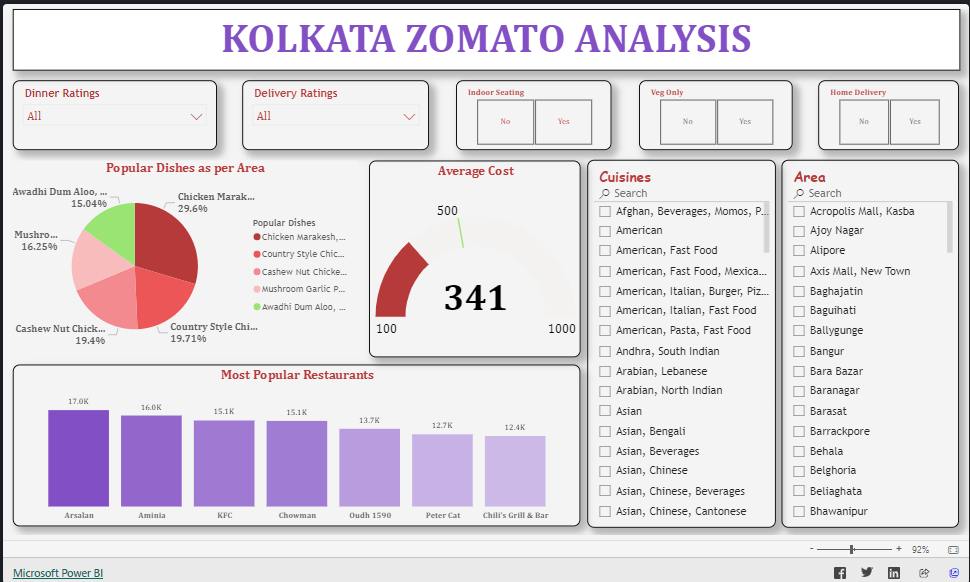 KOLKATA ZOMATO ANALYSIS
Dinner Ratings
All
Delivery Ratings
All
Indoor Seating
No
Yes
Veg Only
No
Yes
Home Delivery
No
Yes
Popular Dishes as per Area
Awadhi Dum Aloo, ...
15.04%
Chicken Marak...
29.6%
Mushro...
16.25%
Cashew Nut Chick...
19.4%
Country Style Chi...
19.71%
Popular Dishes
Chicken Marakesh,...
Country Style Chic...
Cashew Nut Chicke...
Mushroom Garlic P...
Awadhi Dum Aloo, ...
Average Cost
500
341
100
1000
Most Popular Restaurants
17.0K
16.0K
15.1K
15.1K
13.7K
12.7K
12.4K
Arsalan
Aminia
KFC
Chowman
Oudh 1590
Peter Cat
Chili's Grill & Bar
Cuisines
Search
Afghan, Beverages, Momos, P...
American
American, Fast Food
American, Fast Food, Mexica...
American, Italian, Burger, Piz...
American, Italian, Fast Food
American, Pasta, Fast Food
Andhra, South Indian
Arabian, Lebanese
Arabian, North Indian
Asian
Asian, Bengali
Asian, Beverages
Asian, Chinese
Asian, Chinese, Beverages
Asian, Chinese, Cantonese
Area
Search
Acropolis Mall, Kasba
Ajoy Nagar
Alipore
Axis Mall, New Town
Baghajatin
Baguihati
Ballygunge
Bangur
Bara Bazar
Baranagar
Barasat
Barrackpore
Behala
Belghoria
Beliaghata
Bhawanipur
- + 92%
Microsoft Power BI